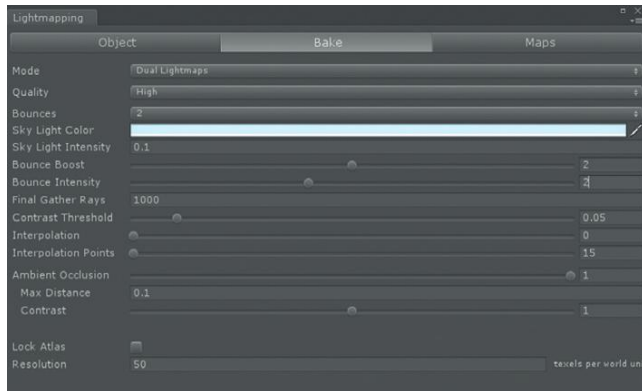 Lightmapping
Object Bake Maps
Mode Dual Lightmaps
Quality High
Bounces 2
Sky Light Color
Sky Light Intensity 0.1
Bounce Boost 2
Bounce Intensity 2
Final Gather Rays 1000
Contrast Threshold 0.05
Interpolation 0
Interpolation Points 15
Ambient Occlusion 1
Max Distance 0.1
Contrast 1
Lock Atlas
Resolution 50 texels per world un